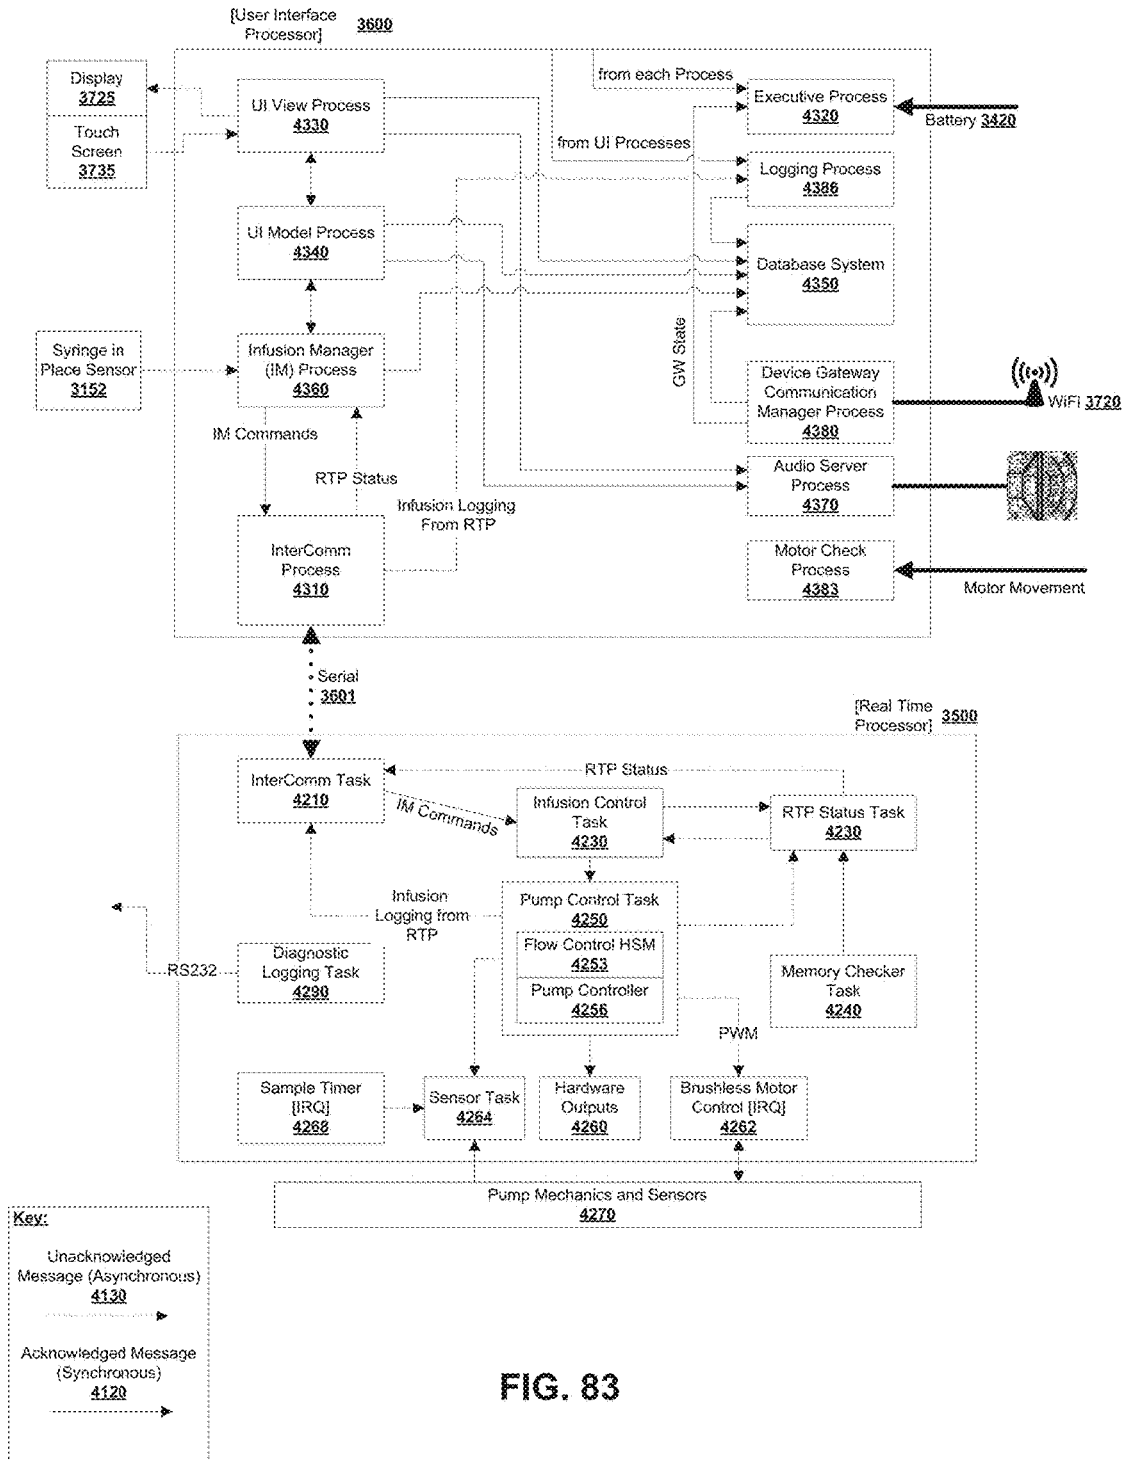 [User Interface
Processor]
3600
Display
3725
Touch
Screen
3735
UI View Process
4330
from each Process
Executive Process
4320
Battery 3420
from UI Processes
Logging Process
4386
UI Model Process
4340
Database System
4350
Syringe in
Place Sensor
3152
Infusion Manager
(IM) Process
4360
GW State
Device Gateway
Communication
Manager Process
4380
WiFi 3720
IM Commands
RTP Status
Infusion Logging
From RTP
Audio Server
Process
4370
InterComm
Process
4310
Motor Check
Process
4383
Motor Movement
Serial
3601
[Real Time
Processor]
3500
InterComm Task
4210
RTP Status
IM Commands
Infusion Control
Task
4230
RTP Status Task
4230
Infusion
Logging from
RTP
Pump Control Task
4250
Flow Control HSM
4253
Pump Controller
4256
RS232
Diagnostic
Logging Task
4290
Memory Checker
Task
4240
PWM
Sample Timer
[IRQ]
4268
Sensor Task
4264
Hardware
Outputs
4260
Brushless Motor
Control [IRQ]
4262
Pump Mechanics and Sensors
4270
Key:
Unacknowledged
Message (Asynchronous)
4130
Acknowledged Message
(Synchronous)
4120
FIG. 83